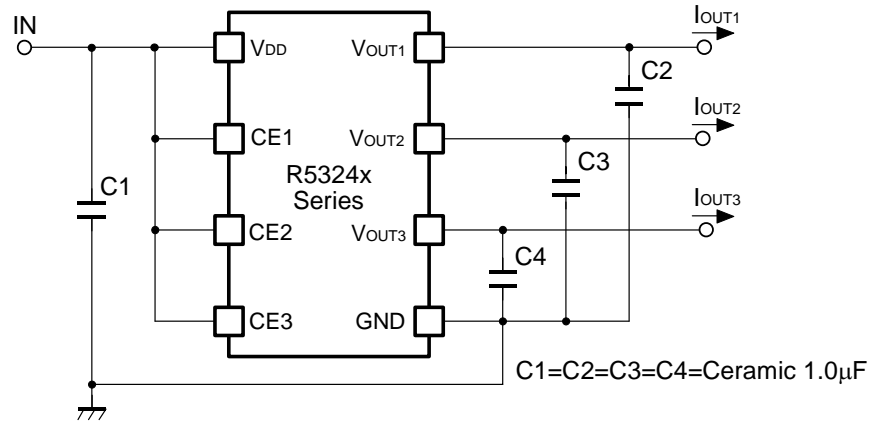 IN
VDD
VOUT1
IOUT1
C2
CE1
VOUT2
IOUT2
R5324x
Series
C3
C1
CE2
VOUT3
IOUT3
C4
CE3
GND
C1=C2=C3=C4=Ceramic 1.0μF